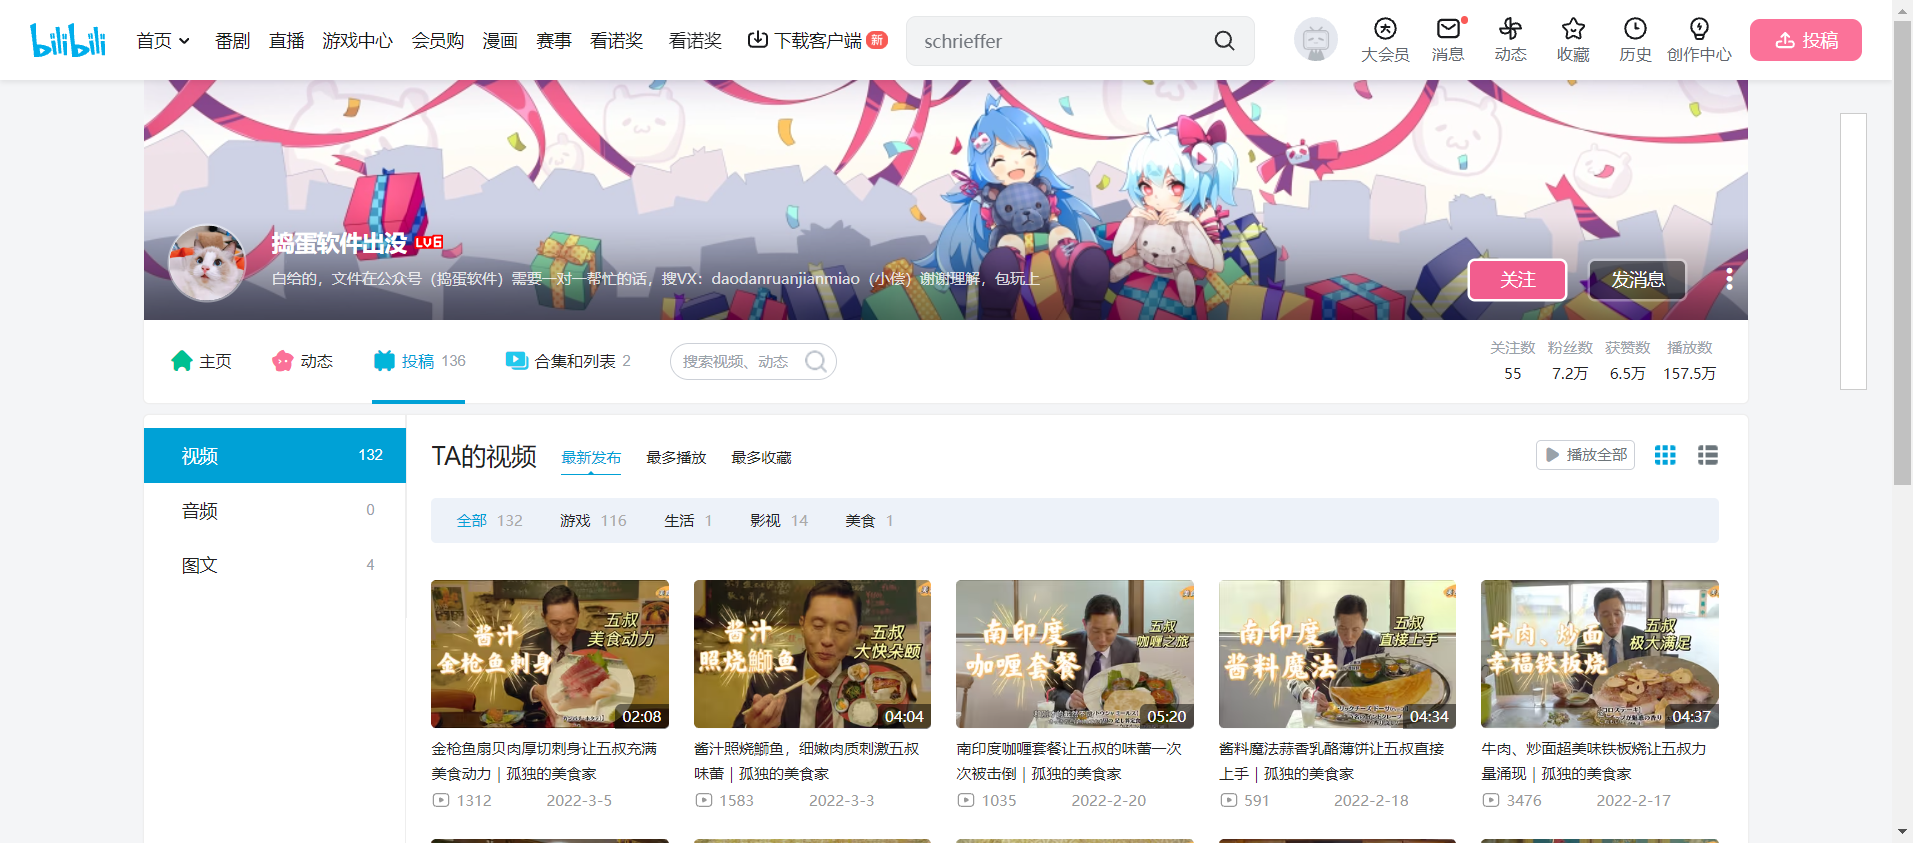 bilibili
首页 番剧 直播 游戏中心 会员购 漫画 赛事 看诺奖 看诺奖 下载客户端 新
schrieffer
大会员 消息 动态 收藏 历史 创作中心 投稿
捣蛋软件出没 LV6
白给的，文件在公众号（捣蛋软件）需要一对一帮忙的话，搜VX：daodanruanjianmiao（小偿）谢谢理解，包玩上
关注 发消息
主页 动态 投稿 136 合集和列表 2 搜索视频、动态
关注数 粉丝数 获赞数 播放数
55 7.2万 6.5万 157.5万
视频 132
音频 0
图文 4
TA的视频 最新发布 最多播放 最多收藏 播放全部
全部 132 游戏 116 生活 1 影视 14 美食 1
酱汁
金枪鱼刺身
五叔
美食动力
02:08
酱汁
照烧鰤鱼
五叔
大快朵颐
04:04
南印度
咖喱套餐
五叔
咖喱之旅
05:20
南印度
酱料魔法
五叔
直接上手
04:34
牛肉、炒面
幸福铁板烧
五叔
极大满足
04:37
金枪鱼扇贝肉厚切刺身让五叔充满
美食动力｜孤独的美食家
1312 2022-3-5
酱汁照烧鰤鱼，细嫩肉质刺激五叔
味蕾｜孤独的美食家
1583 2022-3-3
南印度咖喱套餐让五叔的味蕾一次
次被击倒｜孤独的美食家
1035 2022-2-20
酱料魔法蒜香乳酪薄饼让五叔直接
上手｜孤独的美食家
591 2022-2-18
牛肉、炒面超美味铁板烧让五叔力
量涌现｜孤独的美食家
3476 2022-2-17